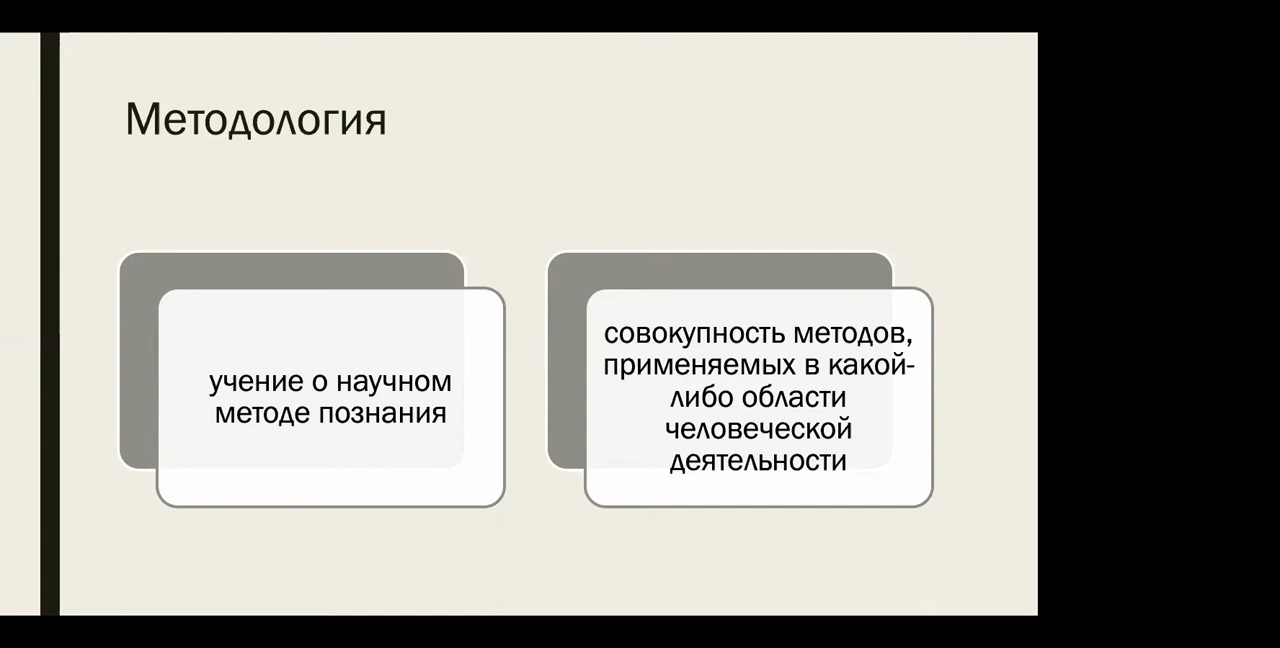 Методология
учение о научном
методе познания
совокупность методов,
применяемых в какой-
либо области
человеческой
деятельности